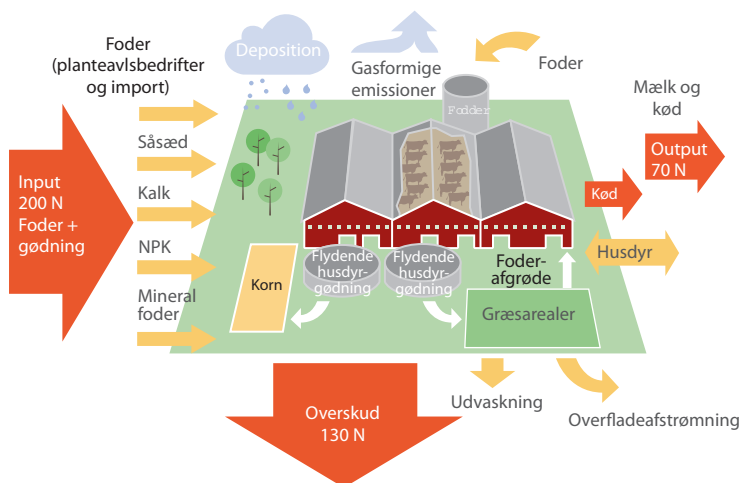 Foder
(planteavlsbedrifter
og import)
Deposition
Gasformige
emissioner
Foder
Fodder
Mælk og
kød
Output
70 N
Input
200 N
Foder +
gødning
Såsæd
Kalk
NPK
Mineral
foder
Kød
Husdyr
Flydende
husdyr-
gødning
Flydende
husdyr-
gødning
Foder-
afgrøde
Korn
Græsarealer
Overskud
130 N
Udvaskning
Overfladeafstrømning